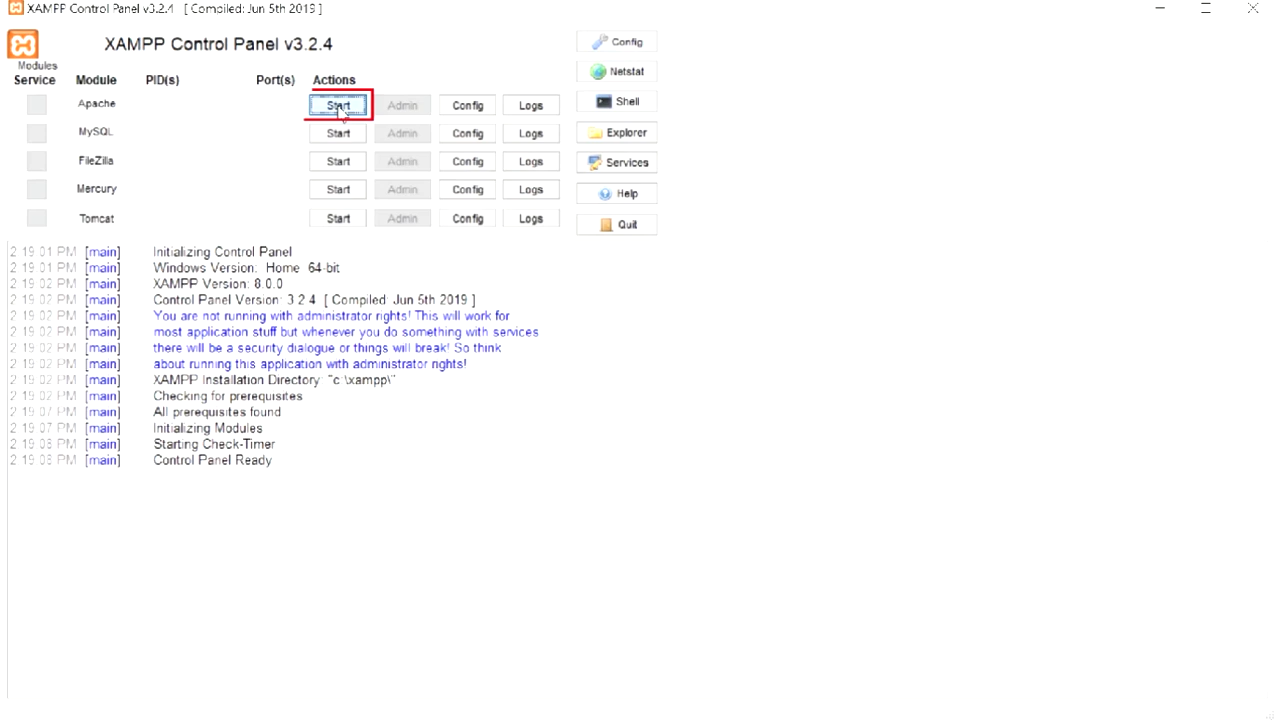 XAMPP Control Panel v3.2.4 [ Compiled: Jun 5th 2019 ]
XAMPP Control Panel v3.2.4
Config
Modules
Service Module PID(s) Port(s) Actions
Netstat
Apache Start Admin Config Logs
Shell
MySQL Start Admin Config Logs
Explorer
FileZilla Start Admin Config Logs
Services
Mercury Start Admin Config Logs
Help
Tomcat Start Admin Config Logs
Quit
2 19 01 PM [main] Initializing Control Panel
2 19 01 PM [main] Windows Version: Home 64-bit
2 19 02 PM [main] XAMPP Version: 8.0.0
2 19 02 PM [main] Control Panel Version: 3 2 4 [ Compiled: Jun 5th 2019 ]
2 19 02 PM [main] You are not running with administrator rights! This will work for
2 19 02 PM [main] most application stuff but whenever you do something with services
2 19 02 PM [main] there will be a security dialogue or things will break! So think
2 19 02 PM [main] about running this application with administrator rights!
2 19 02 PM [main] XAMPP Installation Directory: "c \xampp\"
2 19 02 PM [main] Checking for prerequisites
2 19 07 PM [main] All prerequisites found
2 19 07 PM [main] Initializing Modules
2 19 08 PM [main] Starting Check-Timer
2 19 08 PM [main] Control Panel Ready